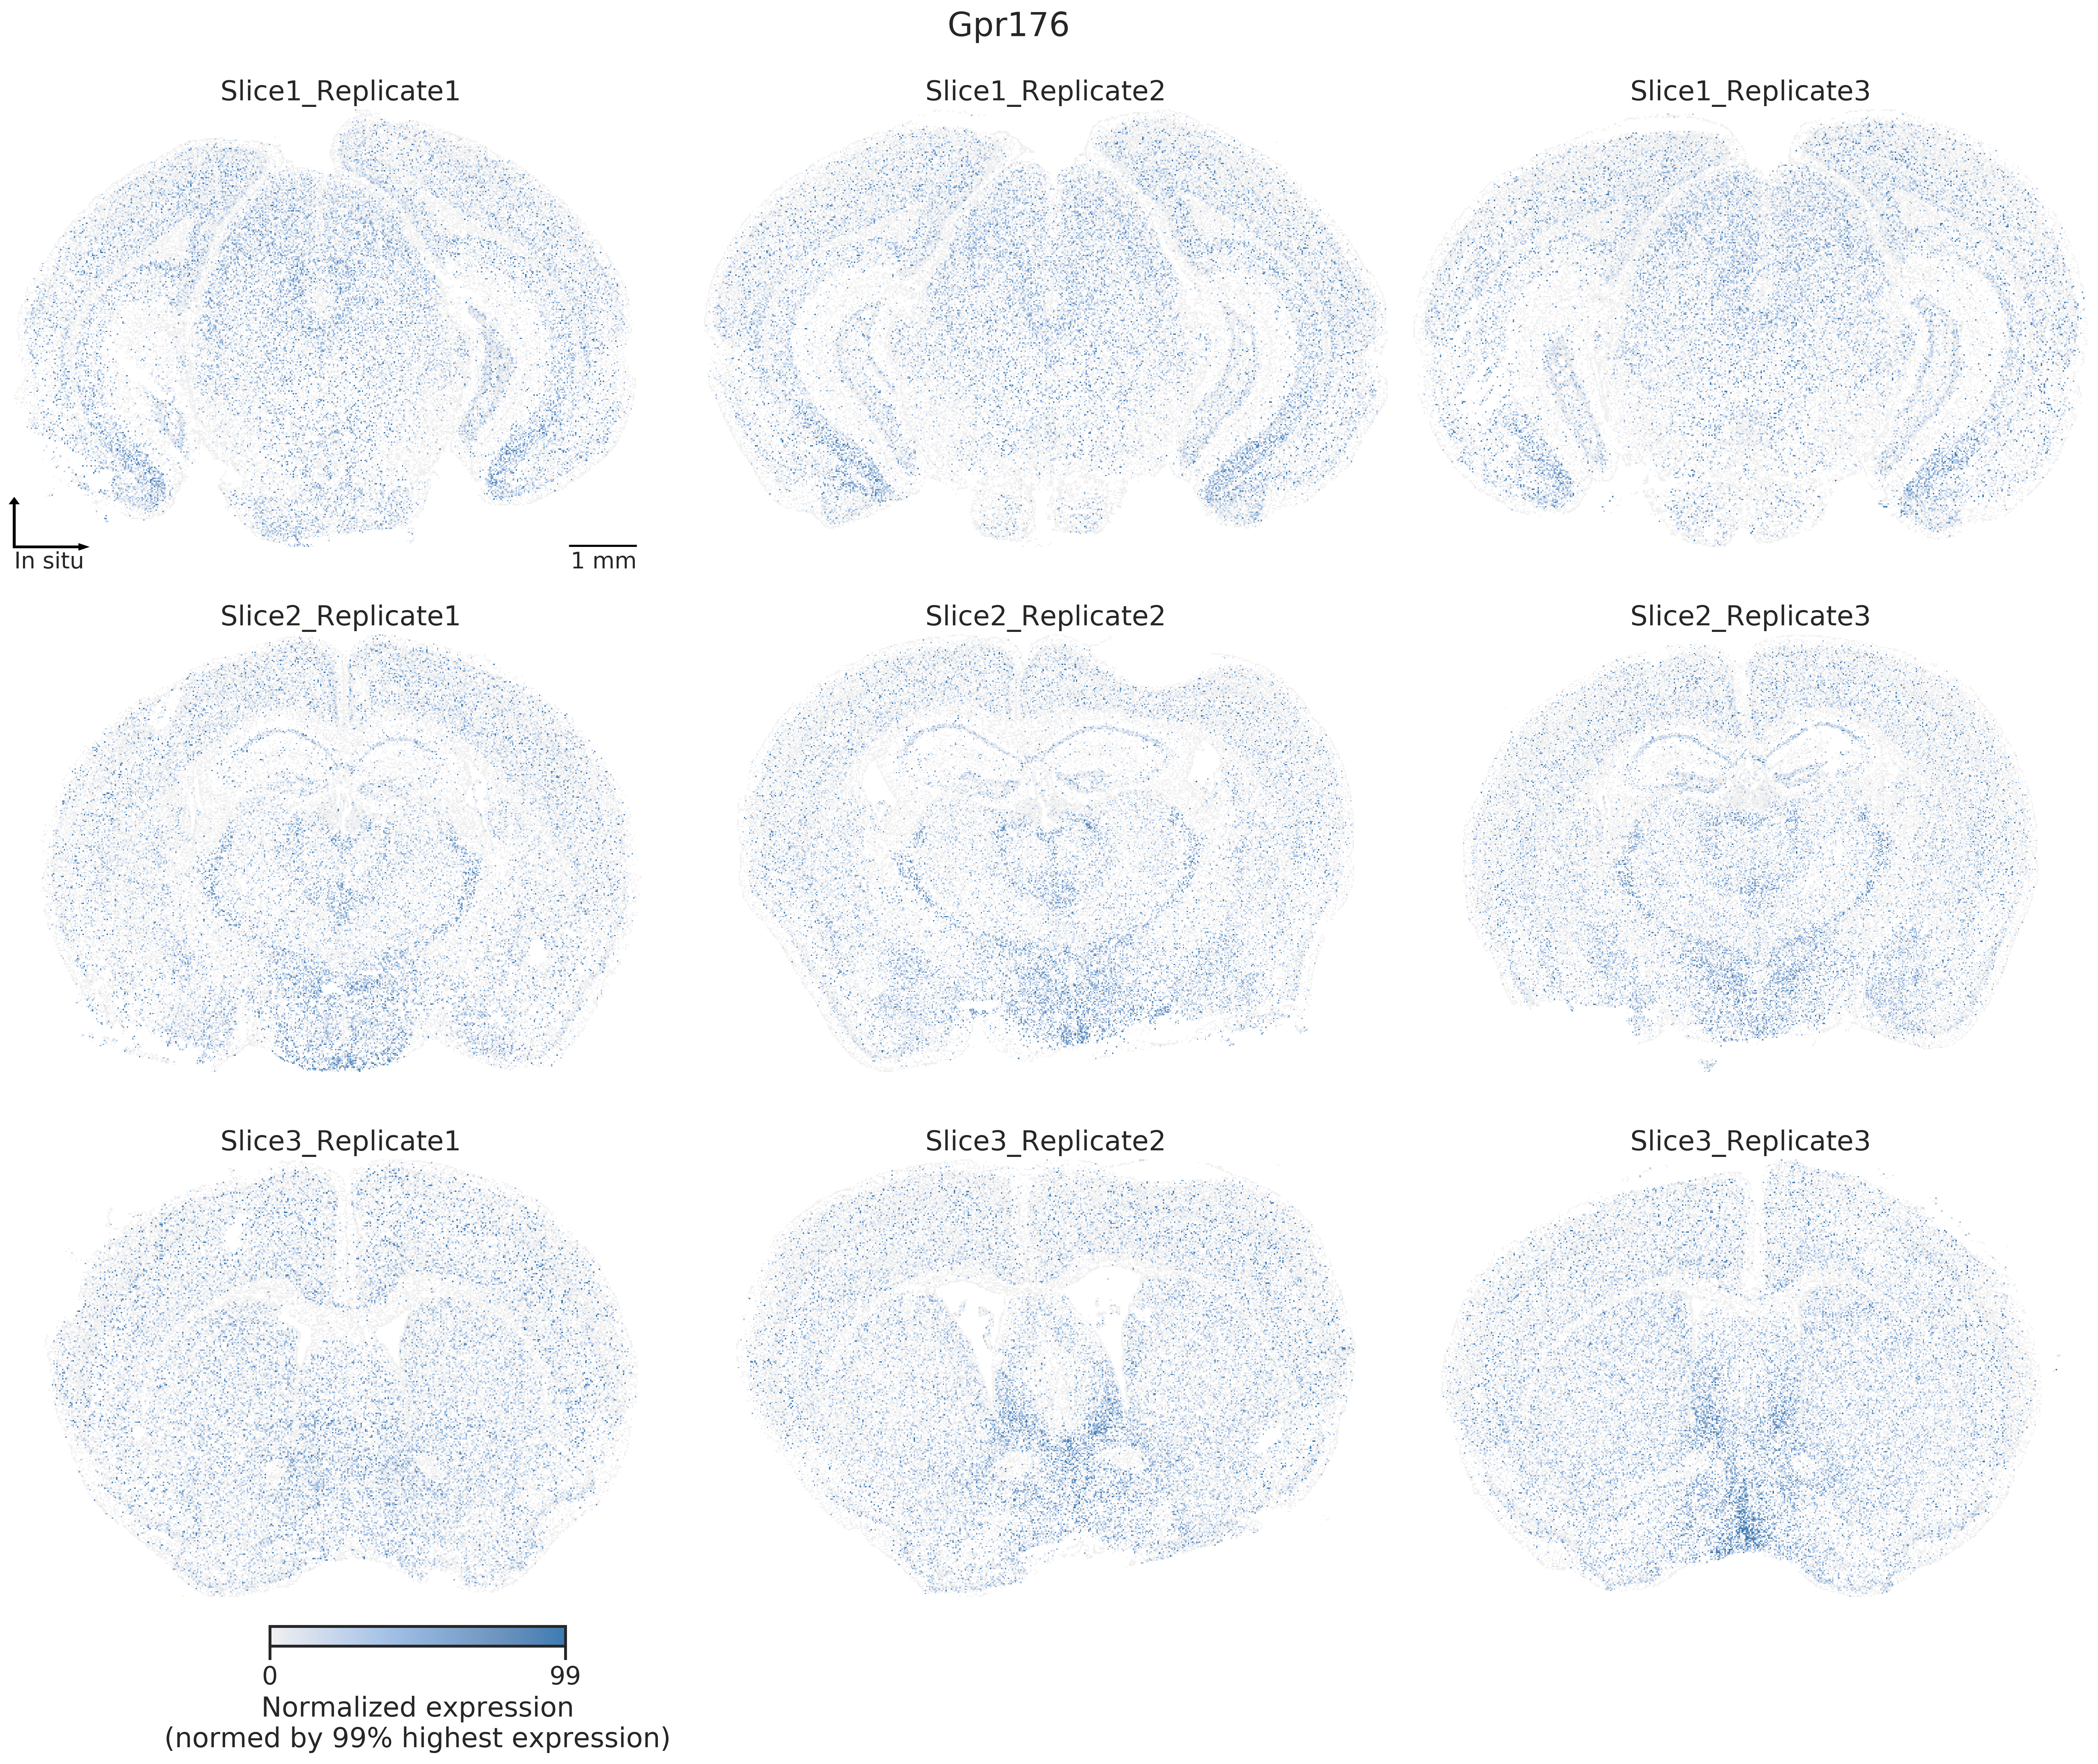 Gpr176
Slice1_Replicate1
Slice1_Replicate2
Slice1_Replicate3
In situ
1 mm
Slice2_Replicate1
Slice2_Replicate2
Slice2_Replicate3
Slice3_Replicate1
Slice3_Replicate2
Slice3_Replicate3
0
99
Normalized expression
(normed by 99% highest expression)